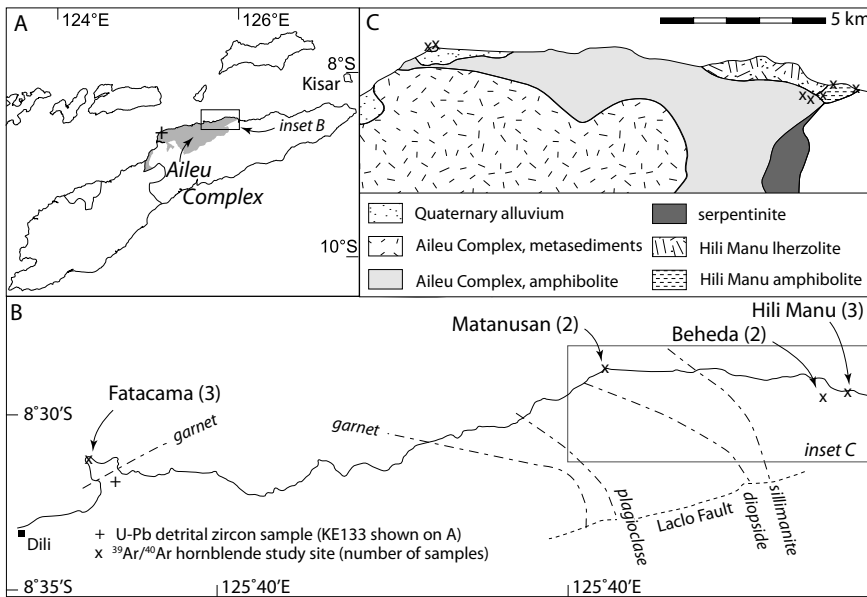 A
124˚E
126˚E
8˚S
Kisar
inset B
Aileu
Complex
10˚S
C
5 km
Quaternary alluvium
Aileu Complex, metasediments
Aileu Complex, amphibolite
serpentinite
Hili Manu lherzolite
Hili Manu amphibolite
B
Matanusan (2)
Hili Manu (3)
Beheda (2)
Fatacama (3)
8˚30’S
garnet
garnet
inset C
plagioclase
Laclo Fault
diopside
sillimanite
+ U-Pb detrital zircon sample (KE133 shown on A)
x ³⁹Ar/⁴⁰Ar hornblende study site (number of samples)
Dili
8˚35’S
125˚40’E
125˚40’E